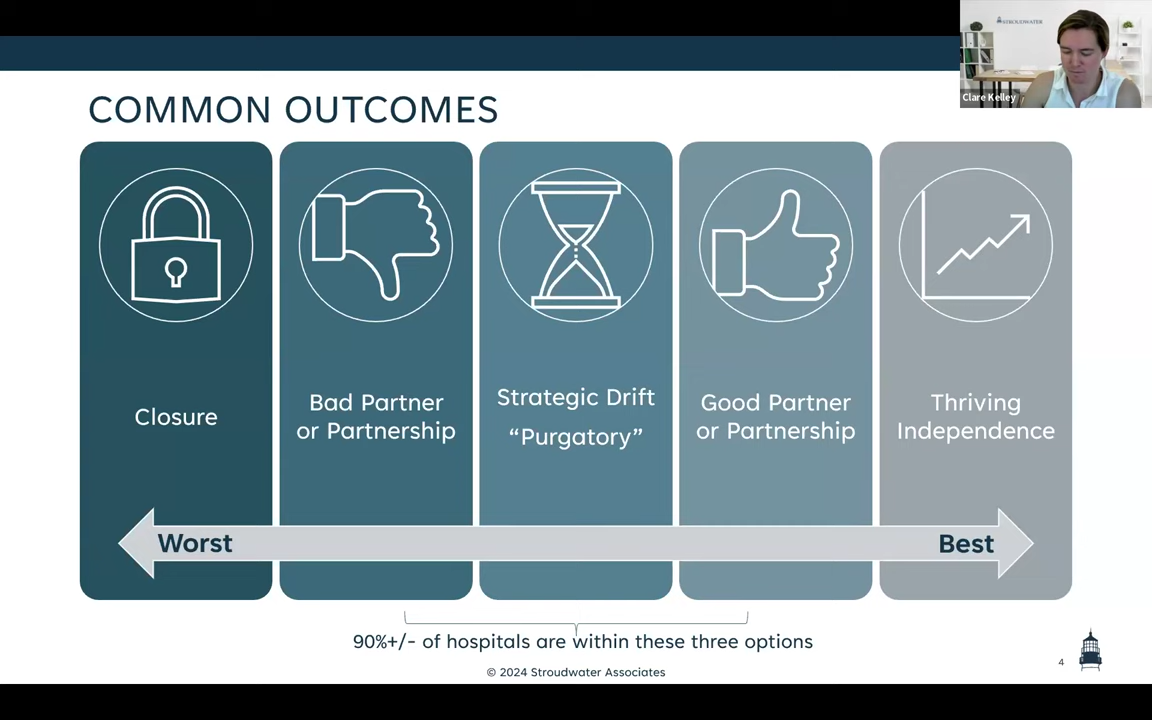 STROUDWATER
Clare Kelley
COMMON OUTCOMES
Closure
Bad Partner
or Partnership
Strategic Drift
“Purgatory”
Good Partner
or Partnership
Thriving
Independence
Worst
Best
90%+/- of hospitals are within these three options
© 2024 Stroudwater Associates
4